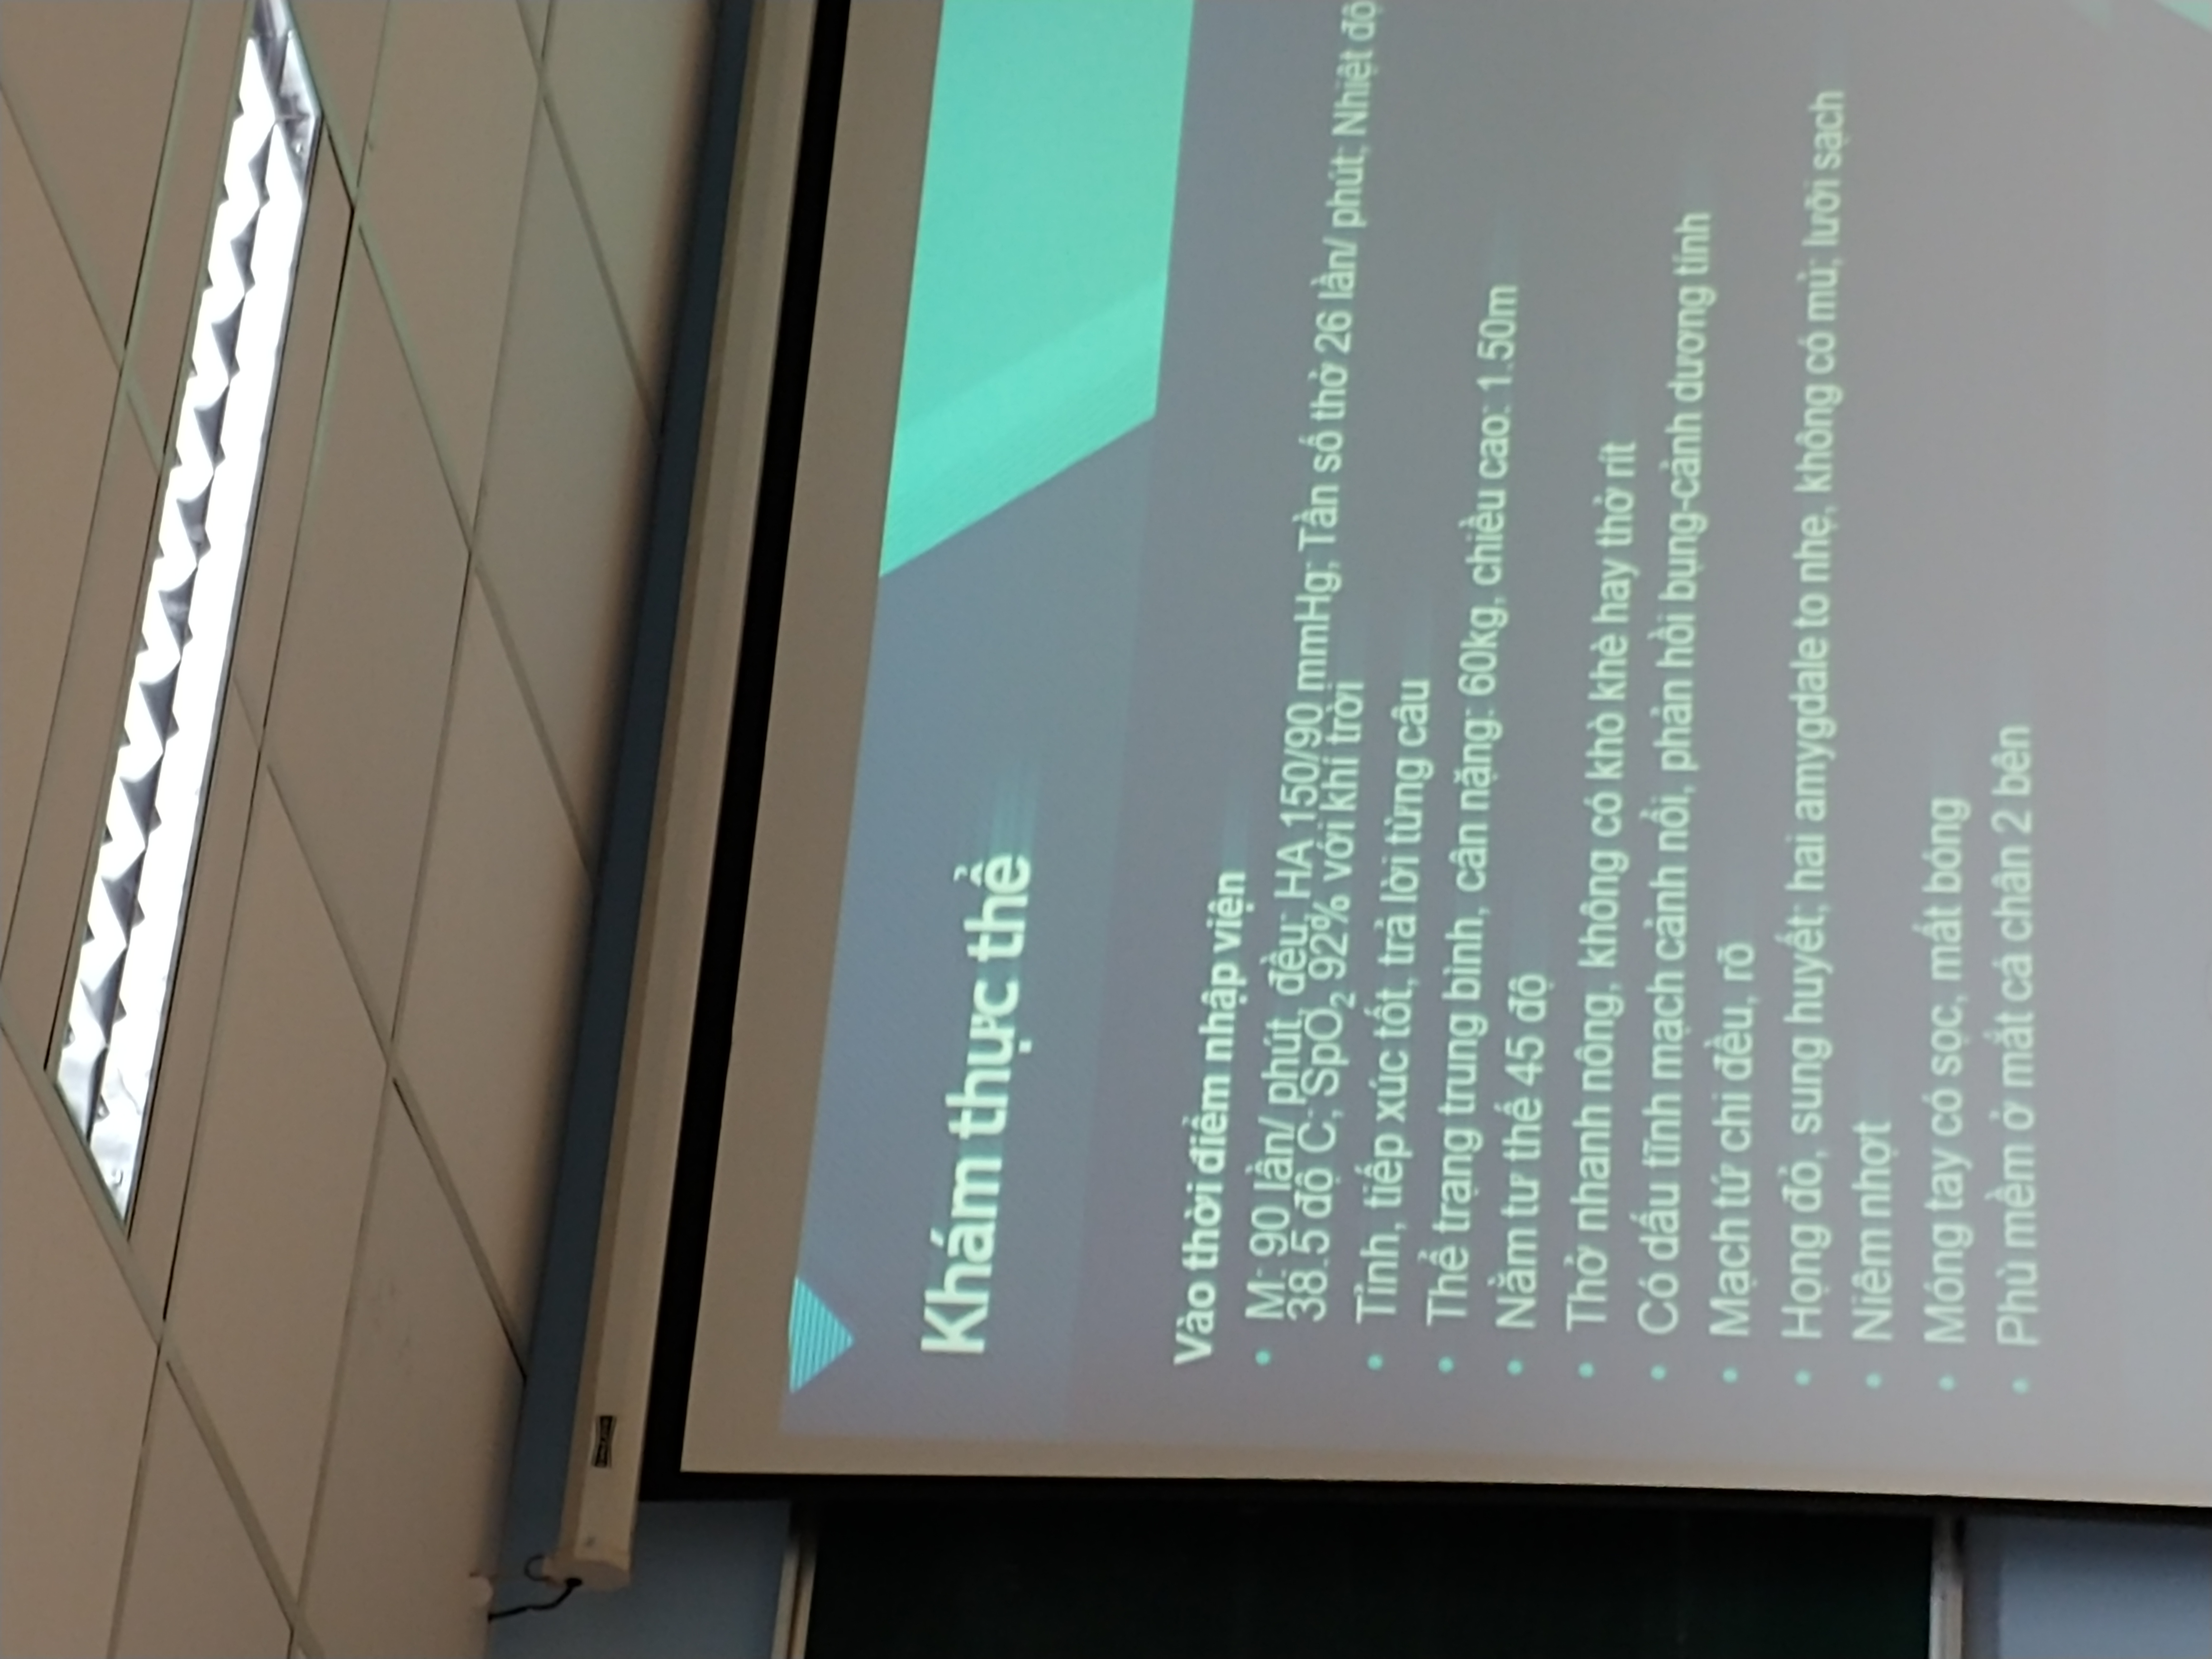 Khám thực thể
Vào thời điểm nhập viện
• M: 90 lần/ phút, đều; HA 150/90 mmHg; Tần số thở 26 lần/ phút; Nhiệt độ
38.5 độ C; SpO₂ 92% với khí trời
• Tỉnh, tiếp xúc tốt, trả lời từng câu
• Thể trạng trung bình, cân nặng: 60kg, chiều cao: 1.50m
• Nằm tư thế 45 độ
• Thở nhanh nông, không có khò khè hay thở rít
• Có dấu tĩnh mạch cảnh nổi, phản hồi bụng-cảnh dương tính
• Mạch tứ chi đều, rõ
• Họng đỏ, sung huyết; hai amygdale to nhẹ, không có mủ; lưỡi sạch
• Niêm nhợt
• Móng tay có sọc, mất bóng
• Phù mềm ở mắt cá chân 2 bên